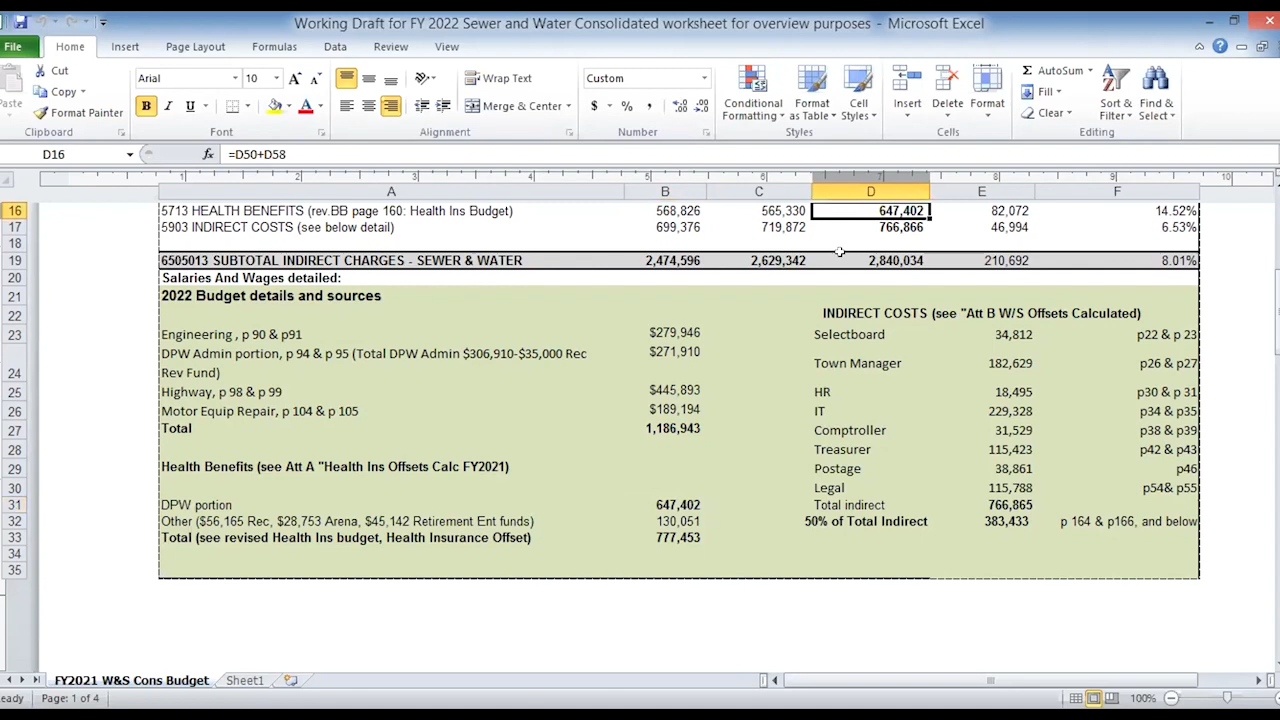 Working Draft for FY 2022 Sewer and Water Consolidated worksheet for overview purposes - Microsoft Excel
File Home Insert Page Layout Formulas Data Review View
Cut
Copy
Format Painter
Paste
Clipboard
Arial 10
B I U A
Font
Wrap Text
Merge & Center
Alignment
Custom
$ % ,
Number
Conditional Formatting
Format as Table
Cell Styles
Styles
Insert Delete Format
Cells
AutoSum
Fill
Clear
Sort & Filter
Find & Select
Editing
D16 fx =D50+D58
1 2 3 4 5 6 7 8 9 10
A B C D E F
16 5713 HEALTH BENEFITS (rev.BB page 160: Health Ins Budget) 568,826 565,330 647,402 82,072 14.52%
17 5903 INDIRECT COSTS (see below detail) 699,376 719,872 766,866 46,994 6.53%
18
19 6505013 SUBTOTAL INDIRECT CHARGES - SEWER & WATER 2,474,596 2,629,342 2,840,034 210,692 8.01%
20 Salaries And Wages detailed:
21 2022 Budget details and sources
22 INDIRECT COSTS (see "Att B W/S Offsets Calculated)
23 Engineering , p 90 & p91 $279,946 Selectboard 34,812 p22 & p 23
24 DPW Admin portion, p 94 & p 95 (Total DPW Admin $306,910-$35,000 Rec Rev Fund) $271,910 Town Manager 182,629 p26 & p27
25 Highway, p 98 & p 99 $445,893 HR 18,495 p30 & p 31
26 Motor Equip Repair, p 104 & p 105 $189,194 IT 229,328 p34 & p35
27 Total 1,186,943 Comptroller 31,529 p38 & p39
28 Treasurer 115,423 p42 & p43
29 Health Benefits (see Att A "Health Ins Offsets Calc FY2021) Postage 38,861 p46
30 Legal 115,788 p54& p55
31 DPW portion 647,402 Total indirect 766,865
32 Other ($56,165 Rec, $28,753 Arena, $45,142 Retirement Ent funds) 130,051 50% of Total Indirect 383,433 p 164 & p166, and below
33 Total (see revised Health Ins budget, Health Insurance Offset) 777,453
34
35
FY2021 W&S Cons Budget Sheet1
eady Page: 1 of 4 100%